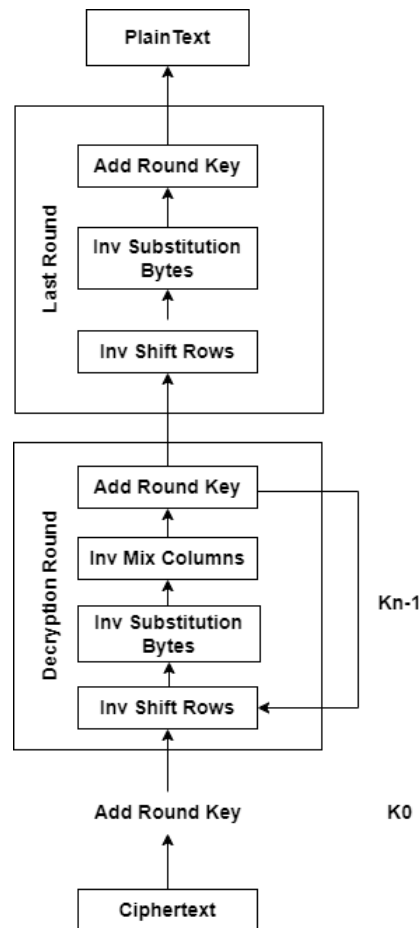 PlainText
Add Round Key
Last Round
Inv Substitution
Bytes
Inv Shift Rows
Add Round Key
Decryption Round
Inv Mix Columns
Kn-1
Inv Substitution
Bytes
Inv Shift Rows
Add Round Key
K0
Ciphertext